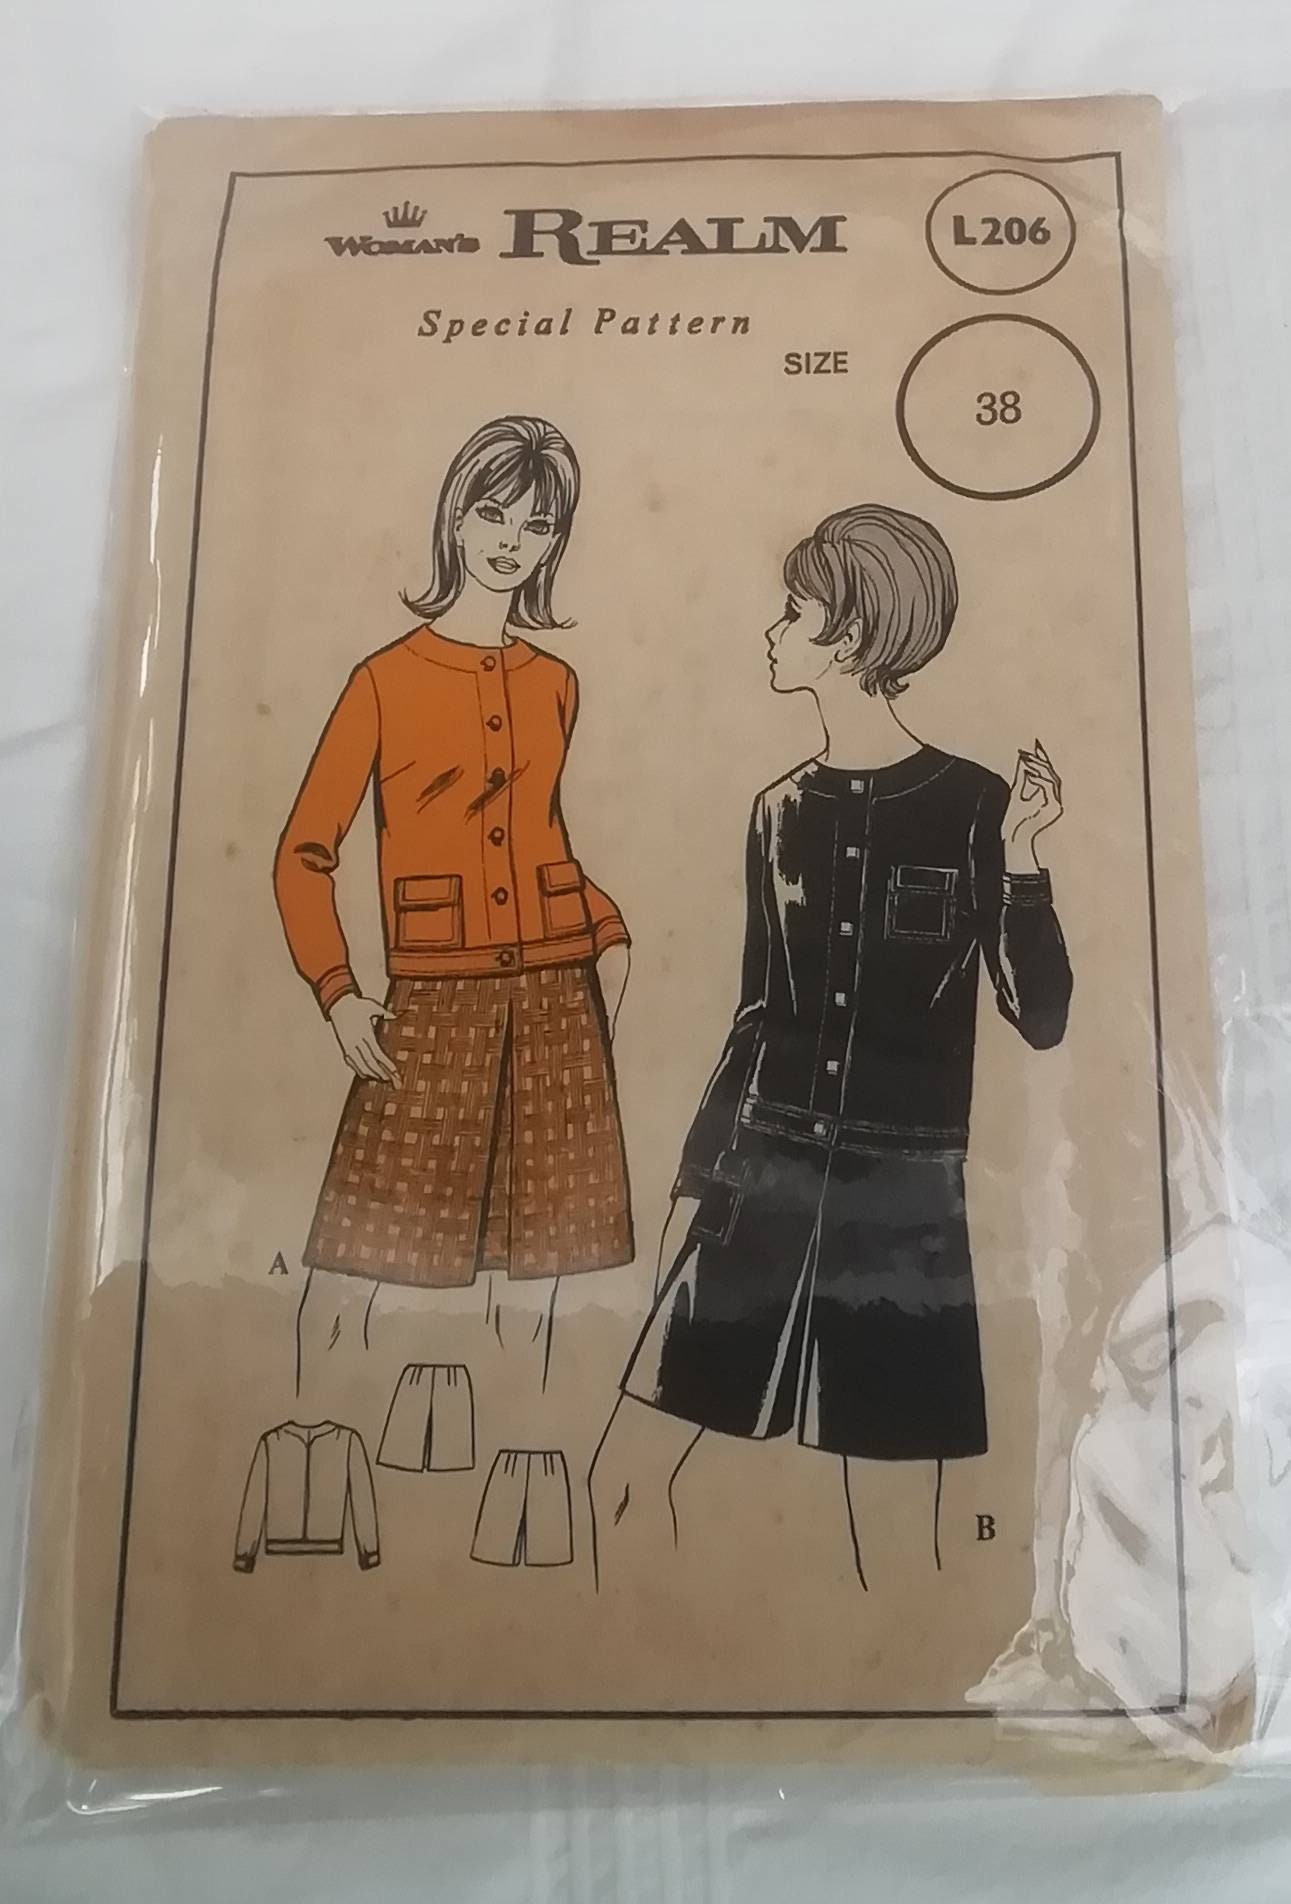 WOMAN'S REALM
L206
Special Pattern
SIZE
38
A
B